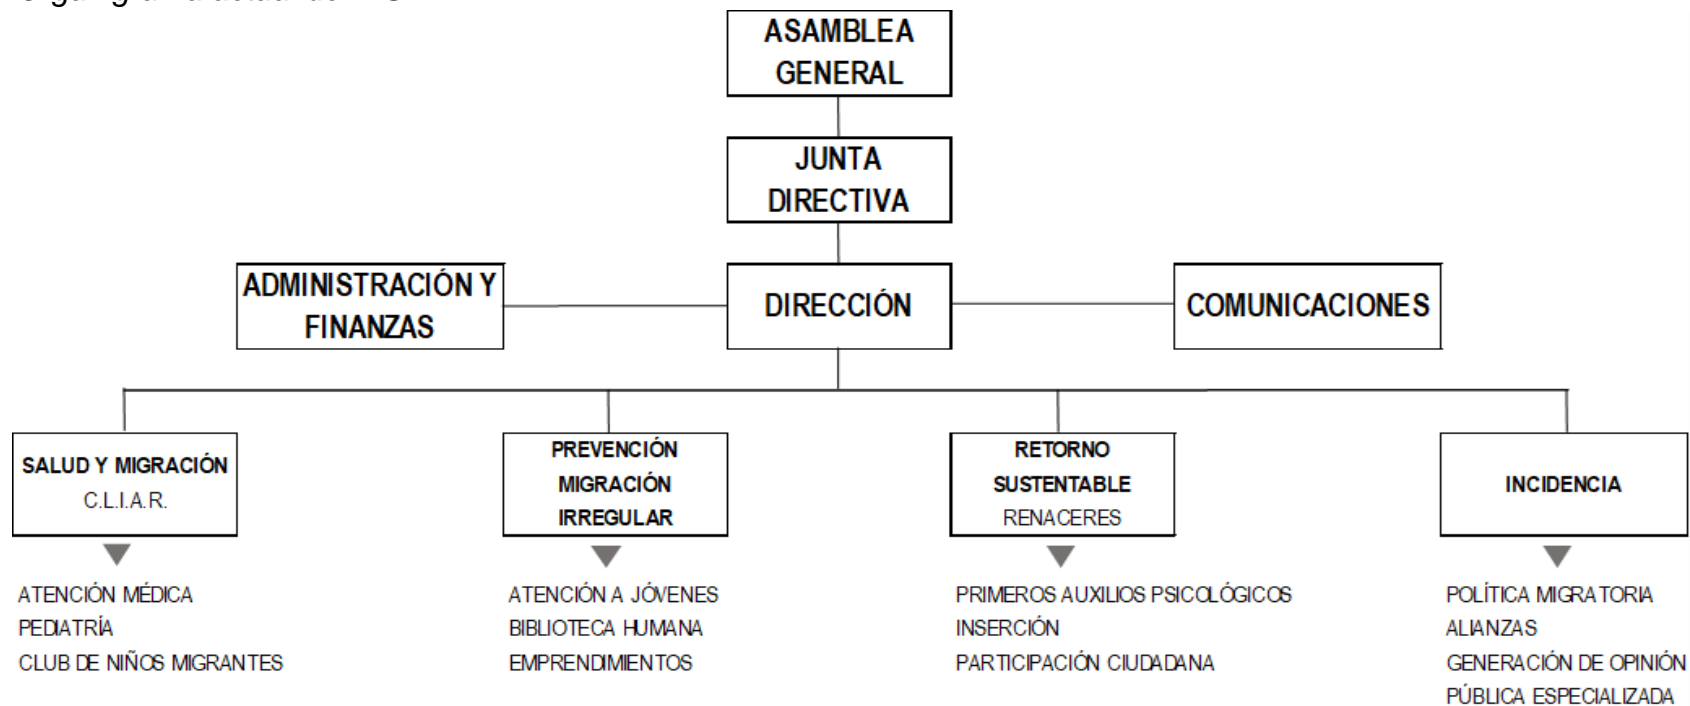 ASAMBLEA
GENERAL
JUNTA
DIRECTIVA
ADMINISTRACIÓN Y
FINANZAS
DIRECCIÓN
COMUNICACIONES
SALUD Y MIGRACIÓN
C.L.I.A.R.
PREVENCIÓN
MIGRACIÓN
IRREGULAR
RETORNO
SUSTENTABLE
RENACERES
INCIDENCIA
ATENCIÓN MÉDICA
PEDIATRÍA
CLUB DE NIÑOS MIGRANTES
ATENCIÓN A JÓVENES
BIBLIOTECA HUMANA
EMPRENDIMIENTOS
PRIMEROS AUXILIOS PSICOLÓGICOS
INSERCIÓN
PARTICIPACIÓN CIUDADANA
POLÍTICA MIGRATORIA
ALIANZAS
GENERACIÓN DE OPINIÓN
PÚBLICA ESPECIALIZADA